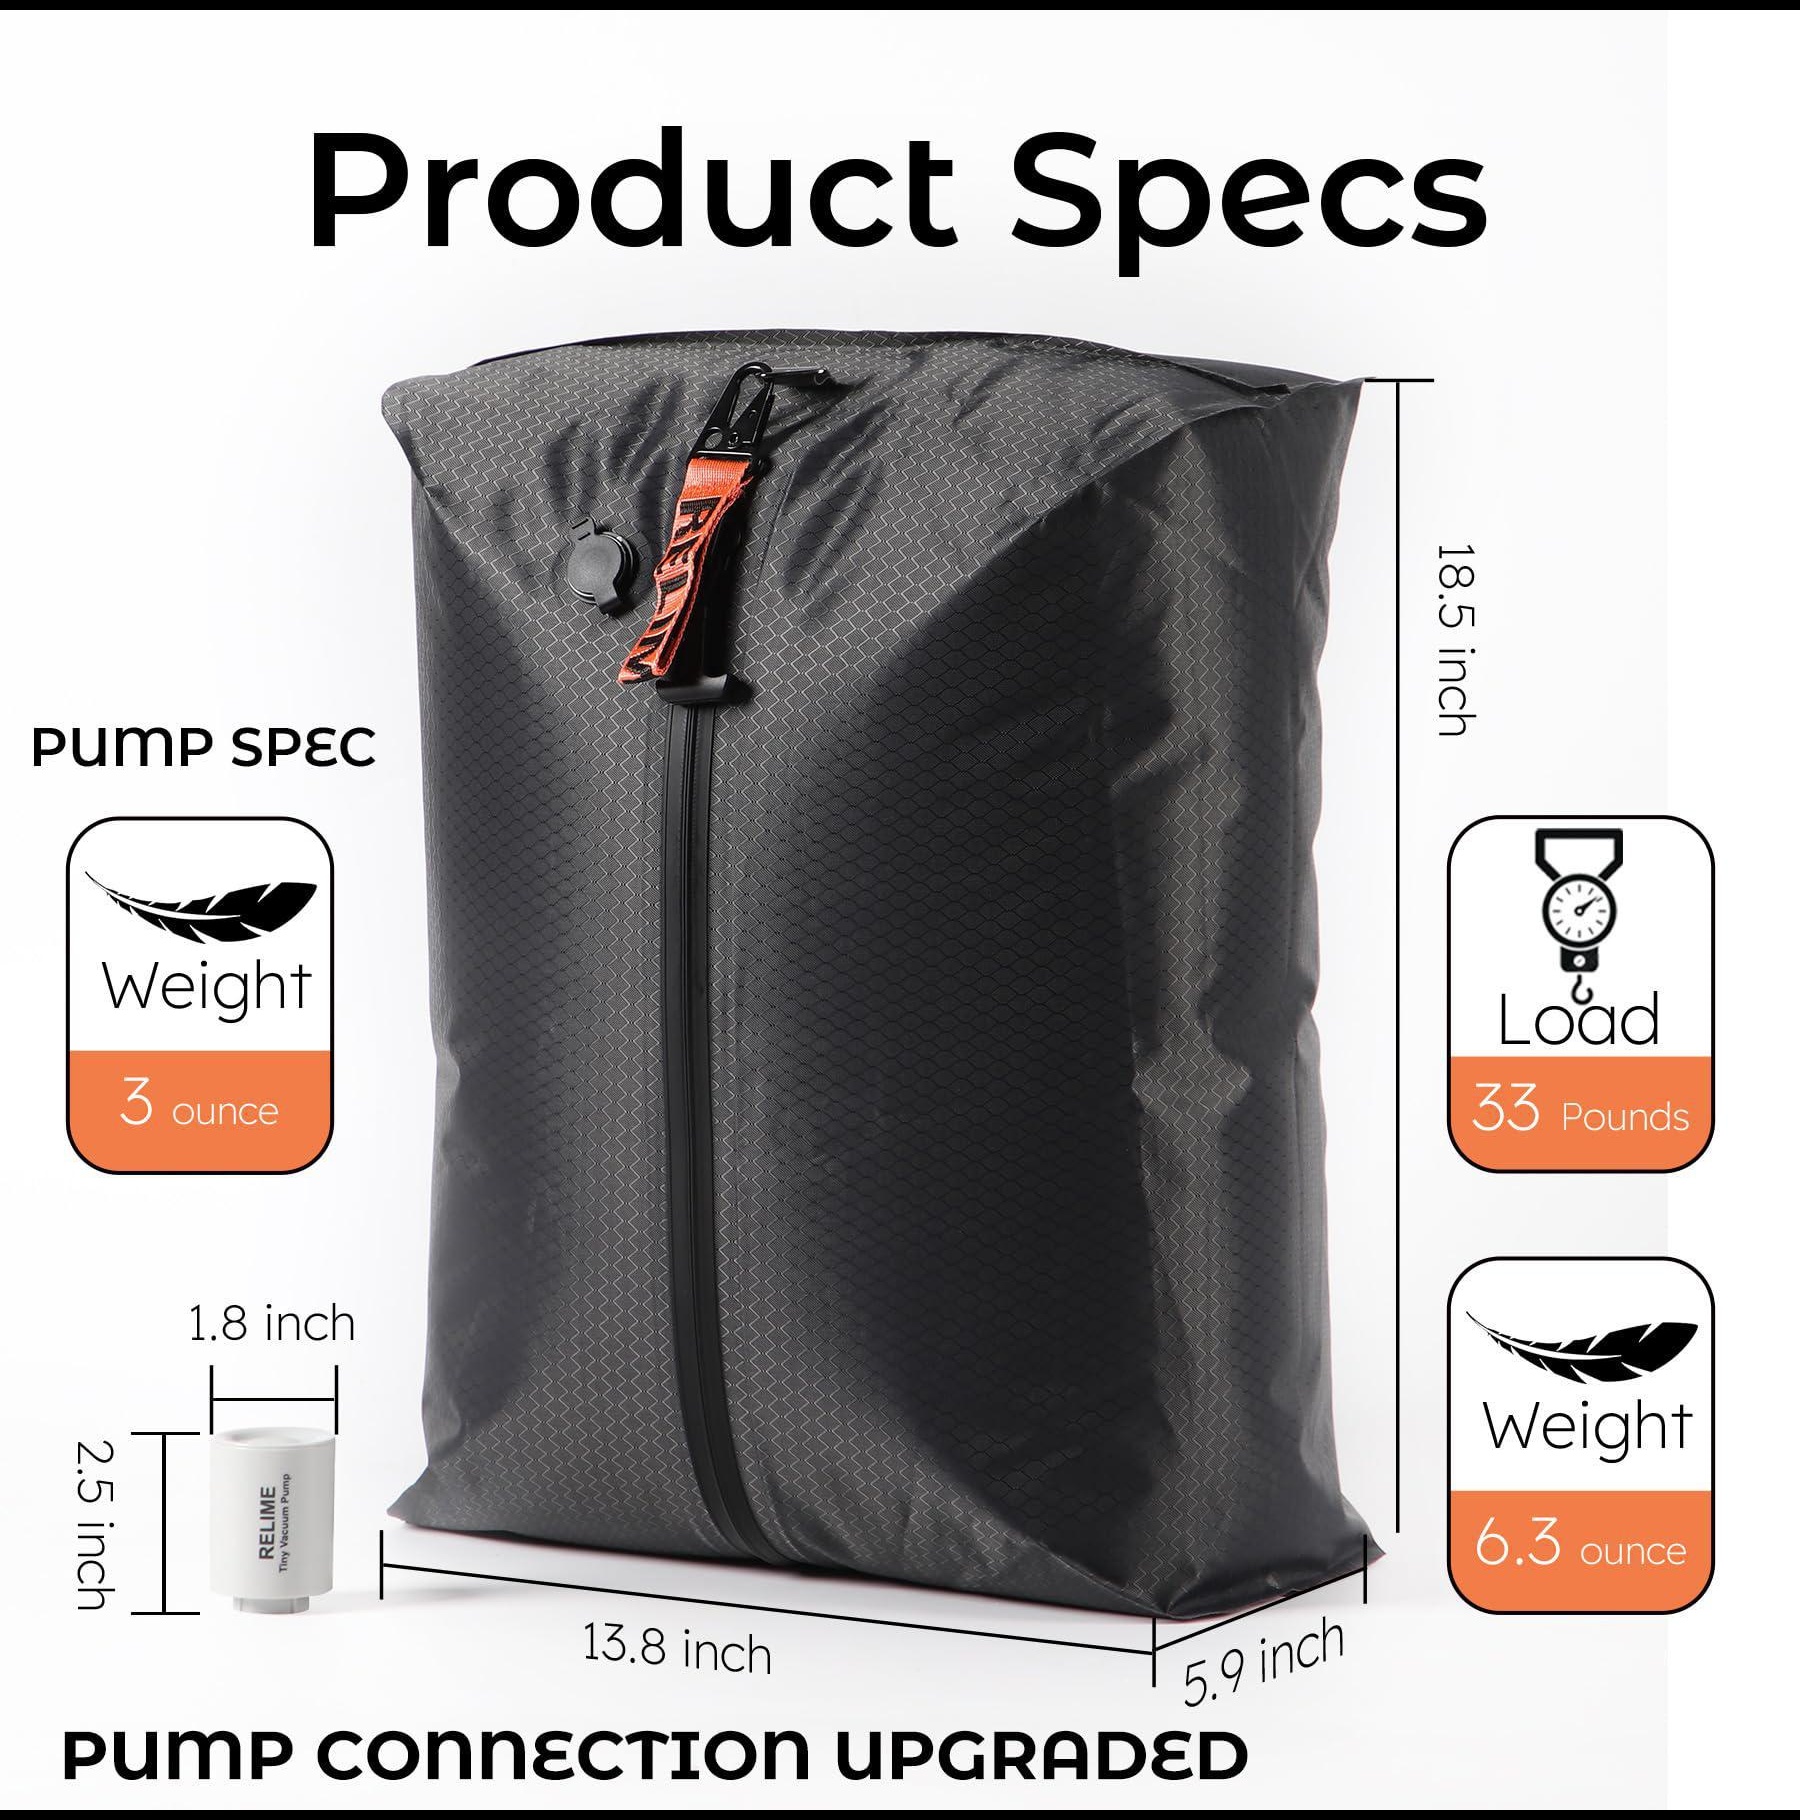 Product Specs
RELIM
18.5 inch
PUMP SPEC
Weight
3 ounce
Load
33 Pounds
1.8 inch
2.5 inch
RELIME
Tiny Vacuum Pump
Weight
6.3 ounce
13.8 inch
5.9 inch
PUMP CONNECTION UPGRADED